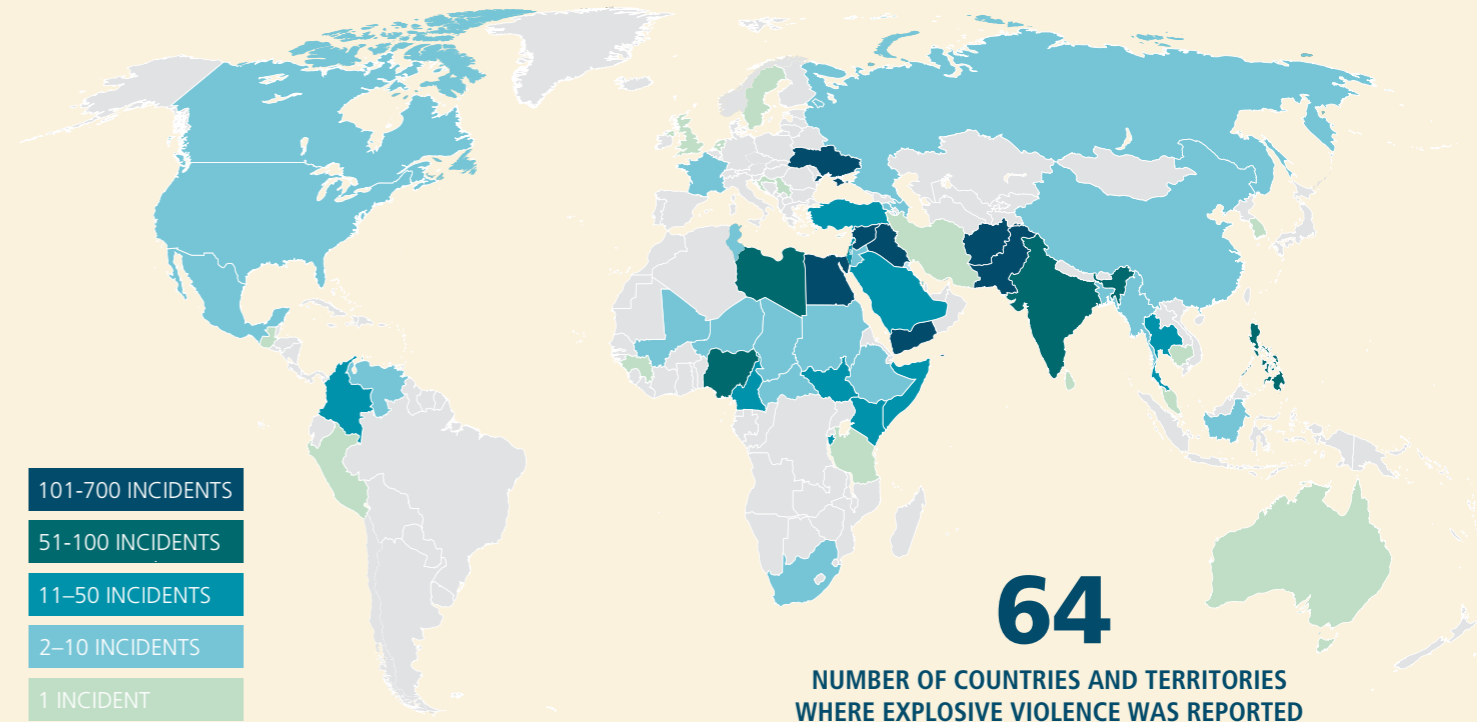 101-700 INCIDENTS
51-100 INCIDENTS
11–50 INCIDENTS
2–10 INCIDENTS
1 INCIDENT
64
NUMBER OF COUNTRIES AND TERRITORIES
WHERE EXPLOSIVE VIOLENCE WAS REPORTED